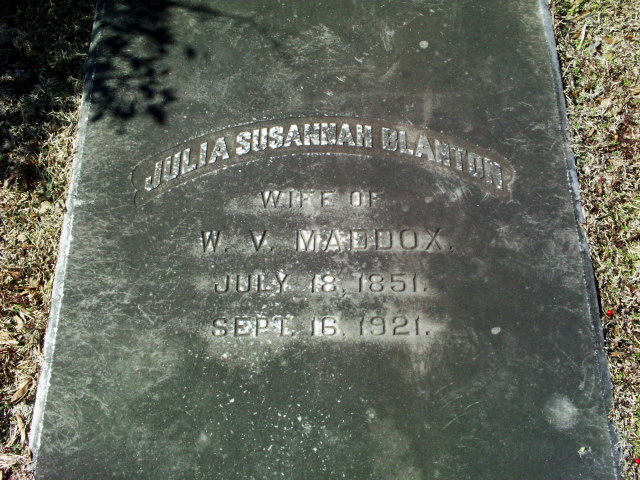 JULIA SUSANNAH BLANTON
WIFE OF
W. V. MADDOX.
JULY 18, 1851.
SEPT. 16, 1921.